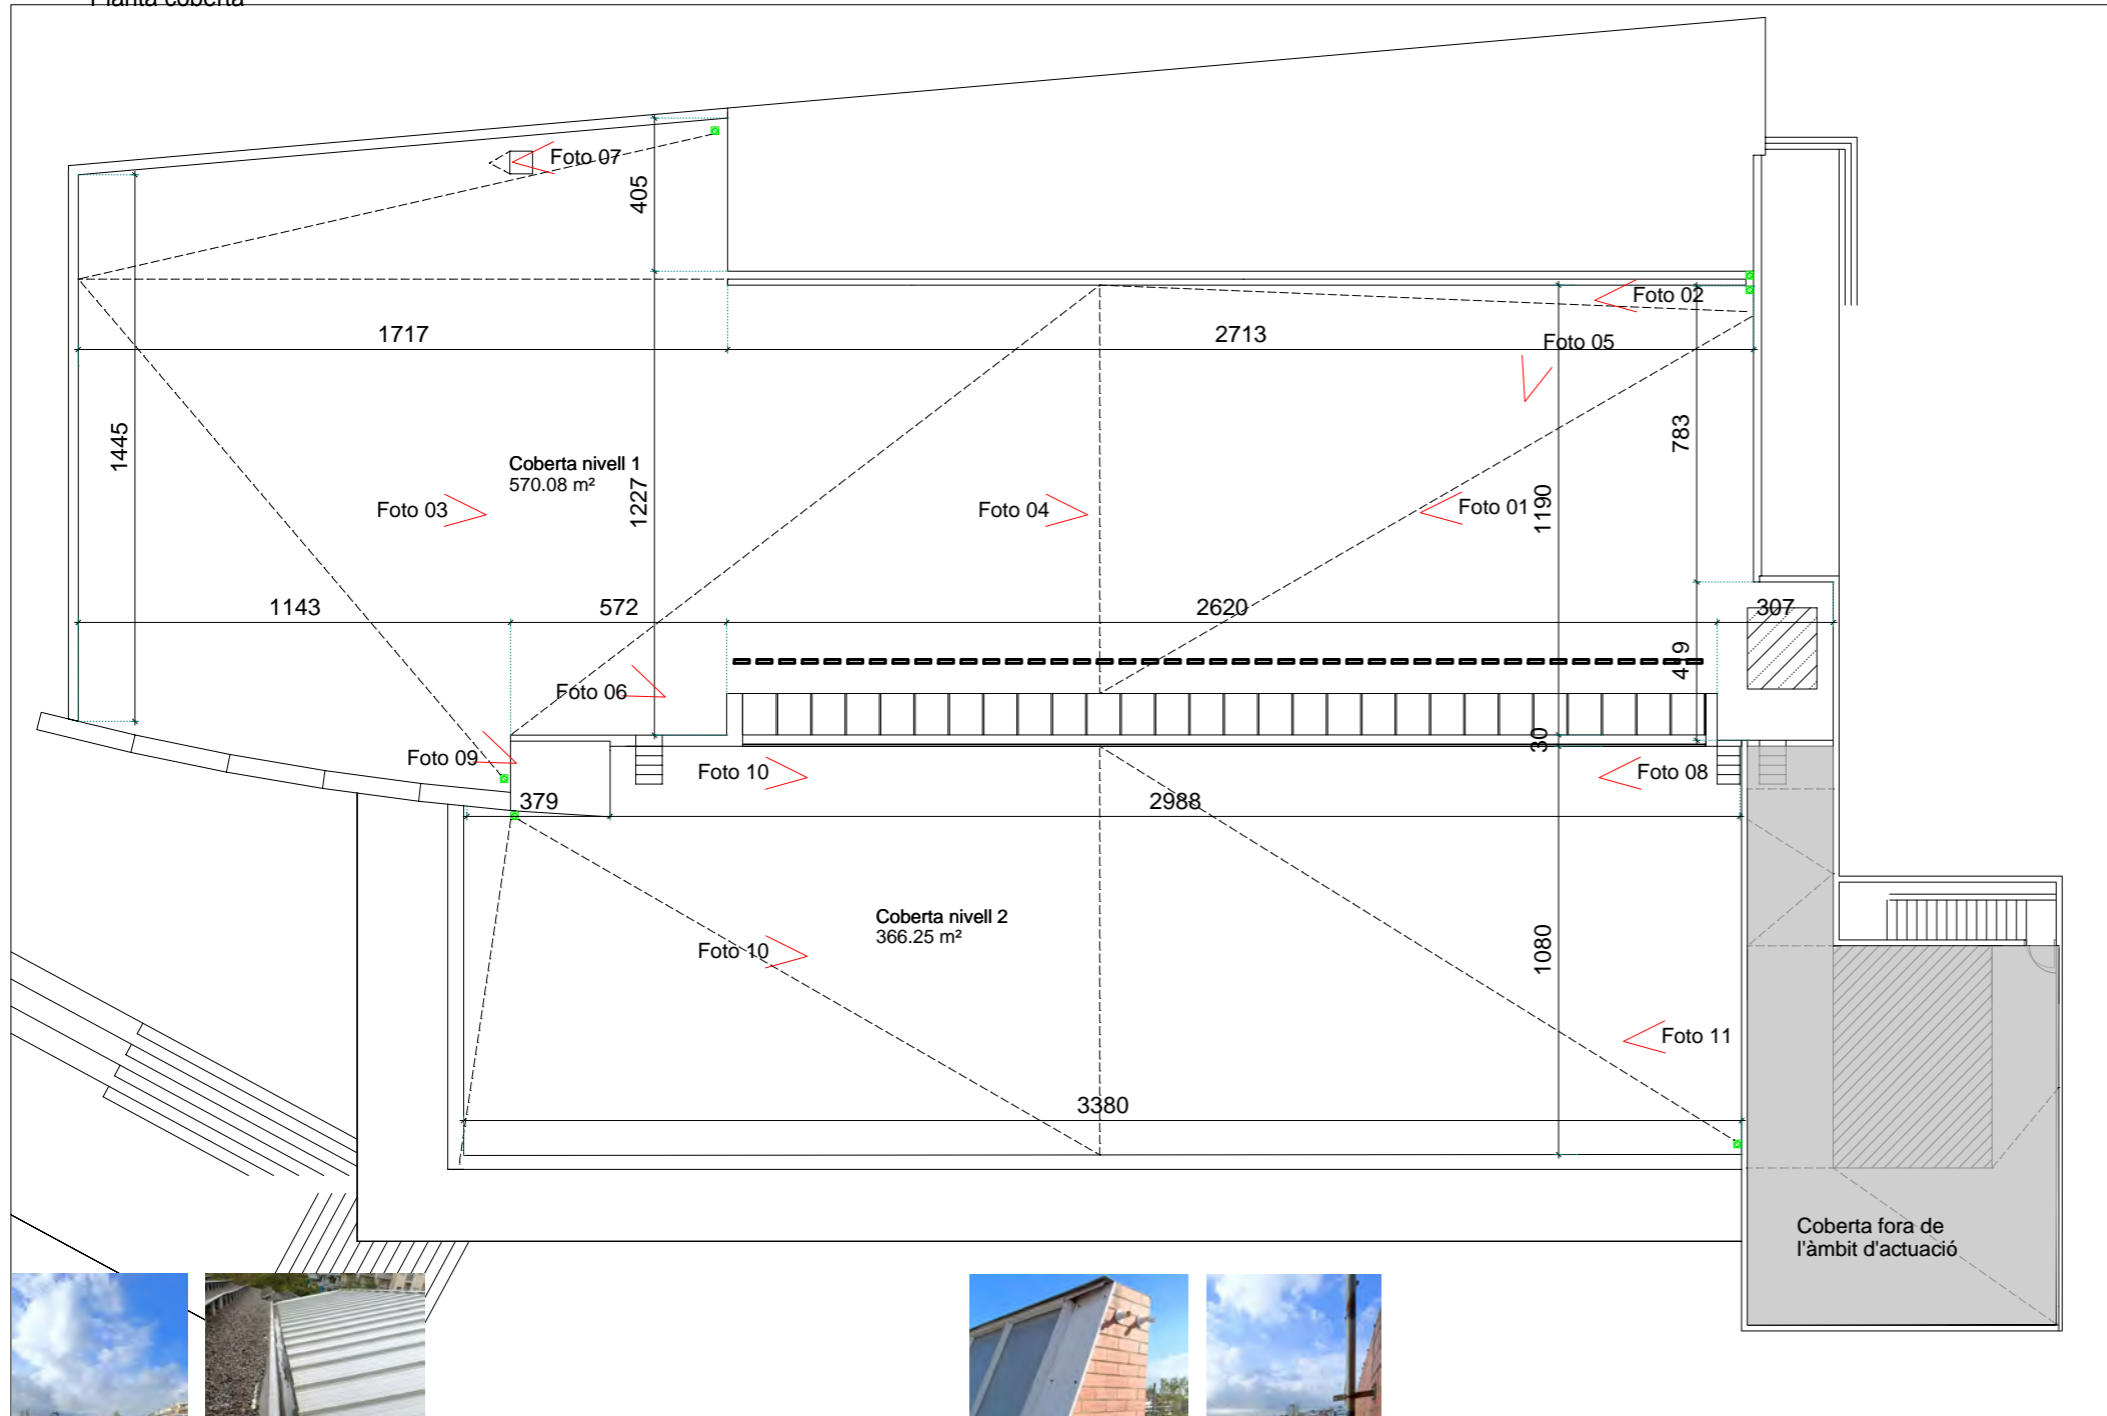 Planta coberta
Foto 07
405
Foto 02
1717
2713
Foto 05
1445
783
Coberta nivell 1
570.08 m²
1227
1190
Foto 03
Foto 04
Foto 01
1143
572
2620
307
419
Foto 06
30
Foto 09
Foto 10
Foto 08
379
2988
Coberta nivell 2
366.25 m²
Foto 10
1080
Foto 11
3380
Coberta fora de
l'àmbit d'actuació